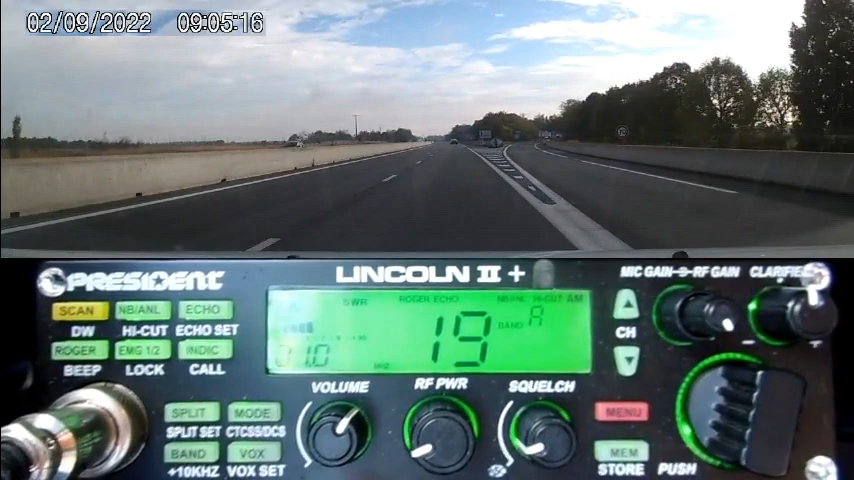 02/09/2022 09:05:16
PRESIDENT LINCOLN II + MIC GAIN RF GAIN CLARIFIER
SCAN NB/ANL ECHO
DW HI-CUT ECHO SET
ROGER EMG 1/2 INDIC
BEEP LOCK CALL
SWR ROGER ECHO NB/ANL HI-CUT AM
19 BAND A
CH
VOLUME RF PWR SQUELCH
SPLIT MODE
SPLIT SET CTCSS/DCS
BAND VOX
+10KHZ VOX SET
MENU
MEM
STORE PUSH
- +